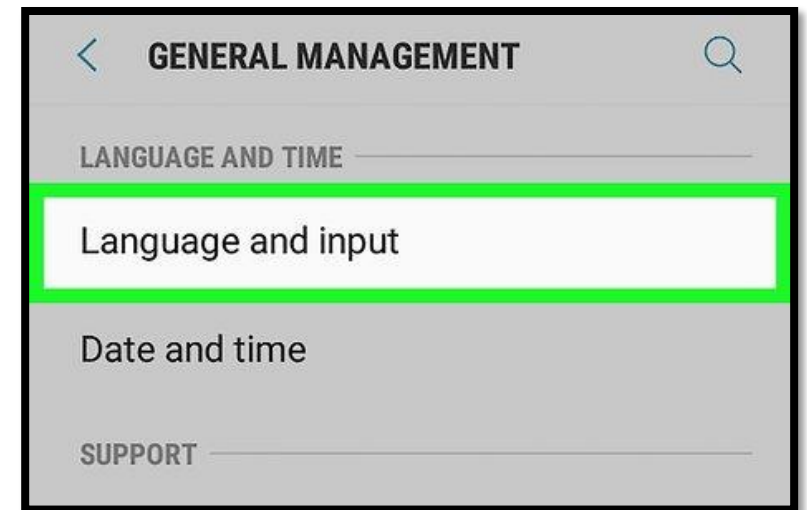 GENERAL MANAGEMENT
LANGUAGE AND TIME
Language and input
Date and time
SUPPORT